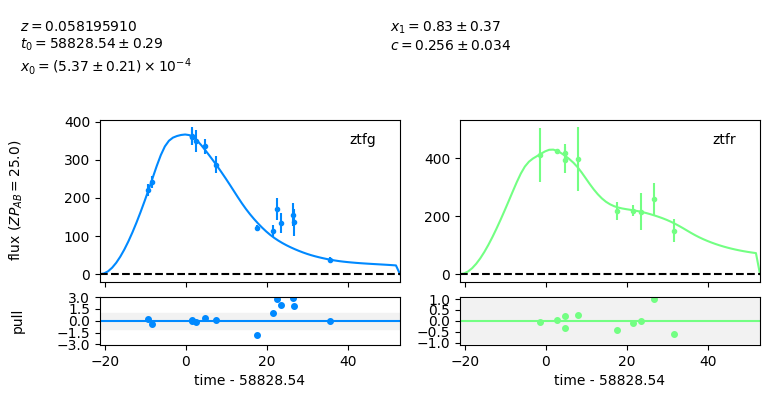 z = 0.058195910
t₀ = 58828.54 ± 0.29
x₀ = (5.37 ± 0.21) × 10⁻⁴
x₁ = 0.83 ± 0.37
c = 0.256 ± 0.034
flux (ZP_AB = 25.0)
400
300
200
100
0
ztfg
400
200
0
ztfr
pull
3.0
1.5
0.0
−1.5
−3.0
1.0
0.5
0.0
−0.5
−1.0
−20 0 20 40
time - 58828.54
−20 0 20 40
time - 58828.54